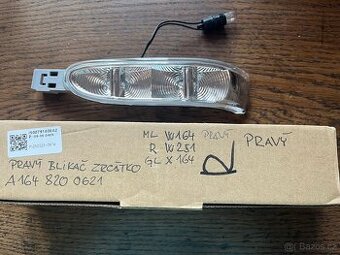 ML W164 PRAVÝ
R W251
GL X164
R PRAVÝ
PRAVÝ BLIKAČ ZRCÁTKO
A 164 820 0621